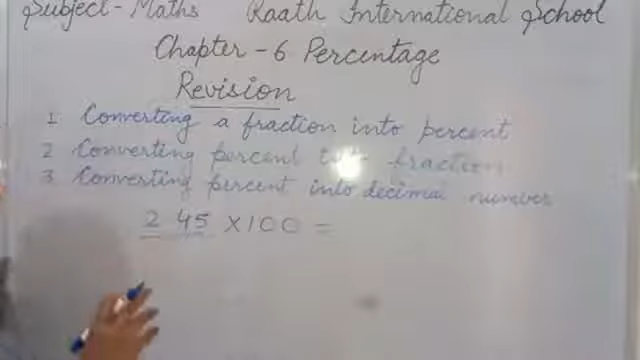 Subject - Maths Raath International School
Chapter - 6 Percentage
Revision
1 Converting a fraction into percent
2 Converting percent into fraction
3 Converting percent into decimal number
2 45 × 100 =